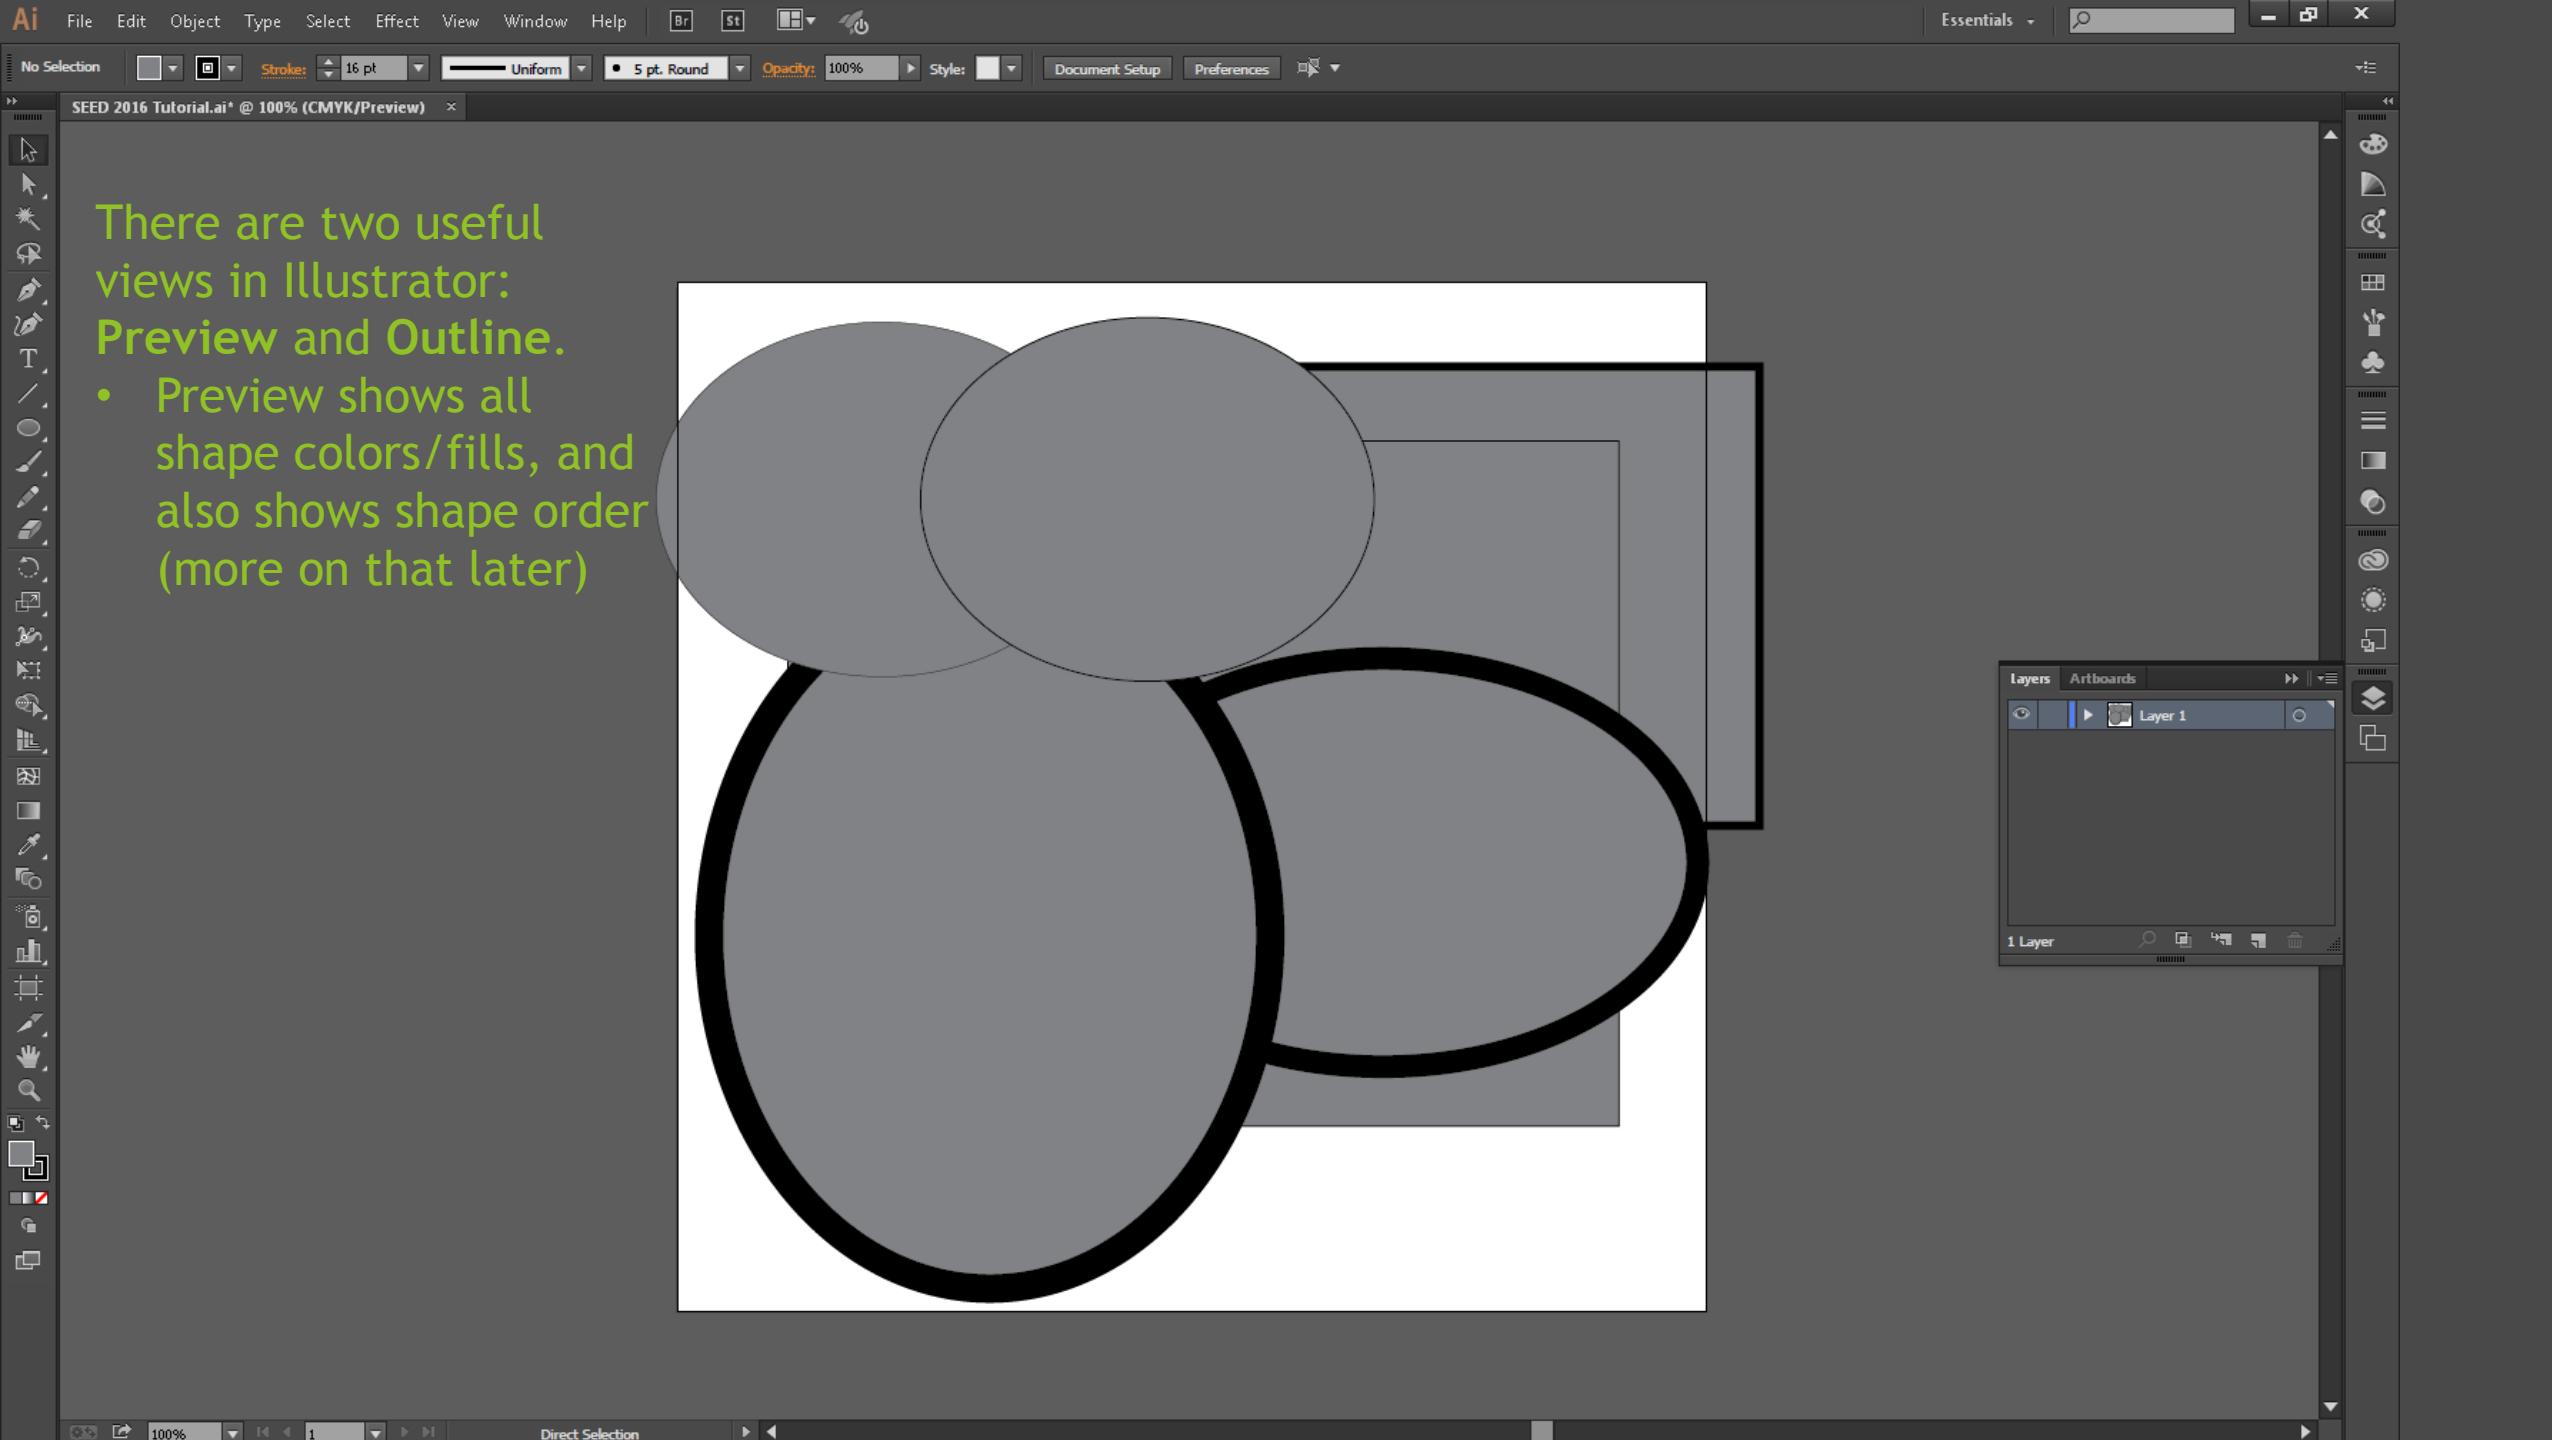 Ai File Edit Object Type Select Effect View Window Help Br St Essentials
No Selection Stroke: 16 pt Uniform 5 pt. Round Opacity: 100% Style: Document Setup Preferences
SEED 2016 Tutorial.ai* @ 100% (CMYK/Preview) ×
There are two useful
views in Illustrator:
Preview and Outline.
• Preview shows all
shape colors/fills, and
also shows shape order
(more on that later)
Layers Artboards
Layer 1
1 Layer
100% 1 Direct Selection